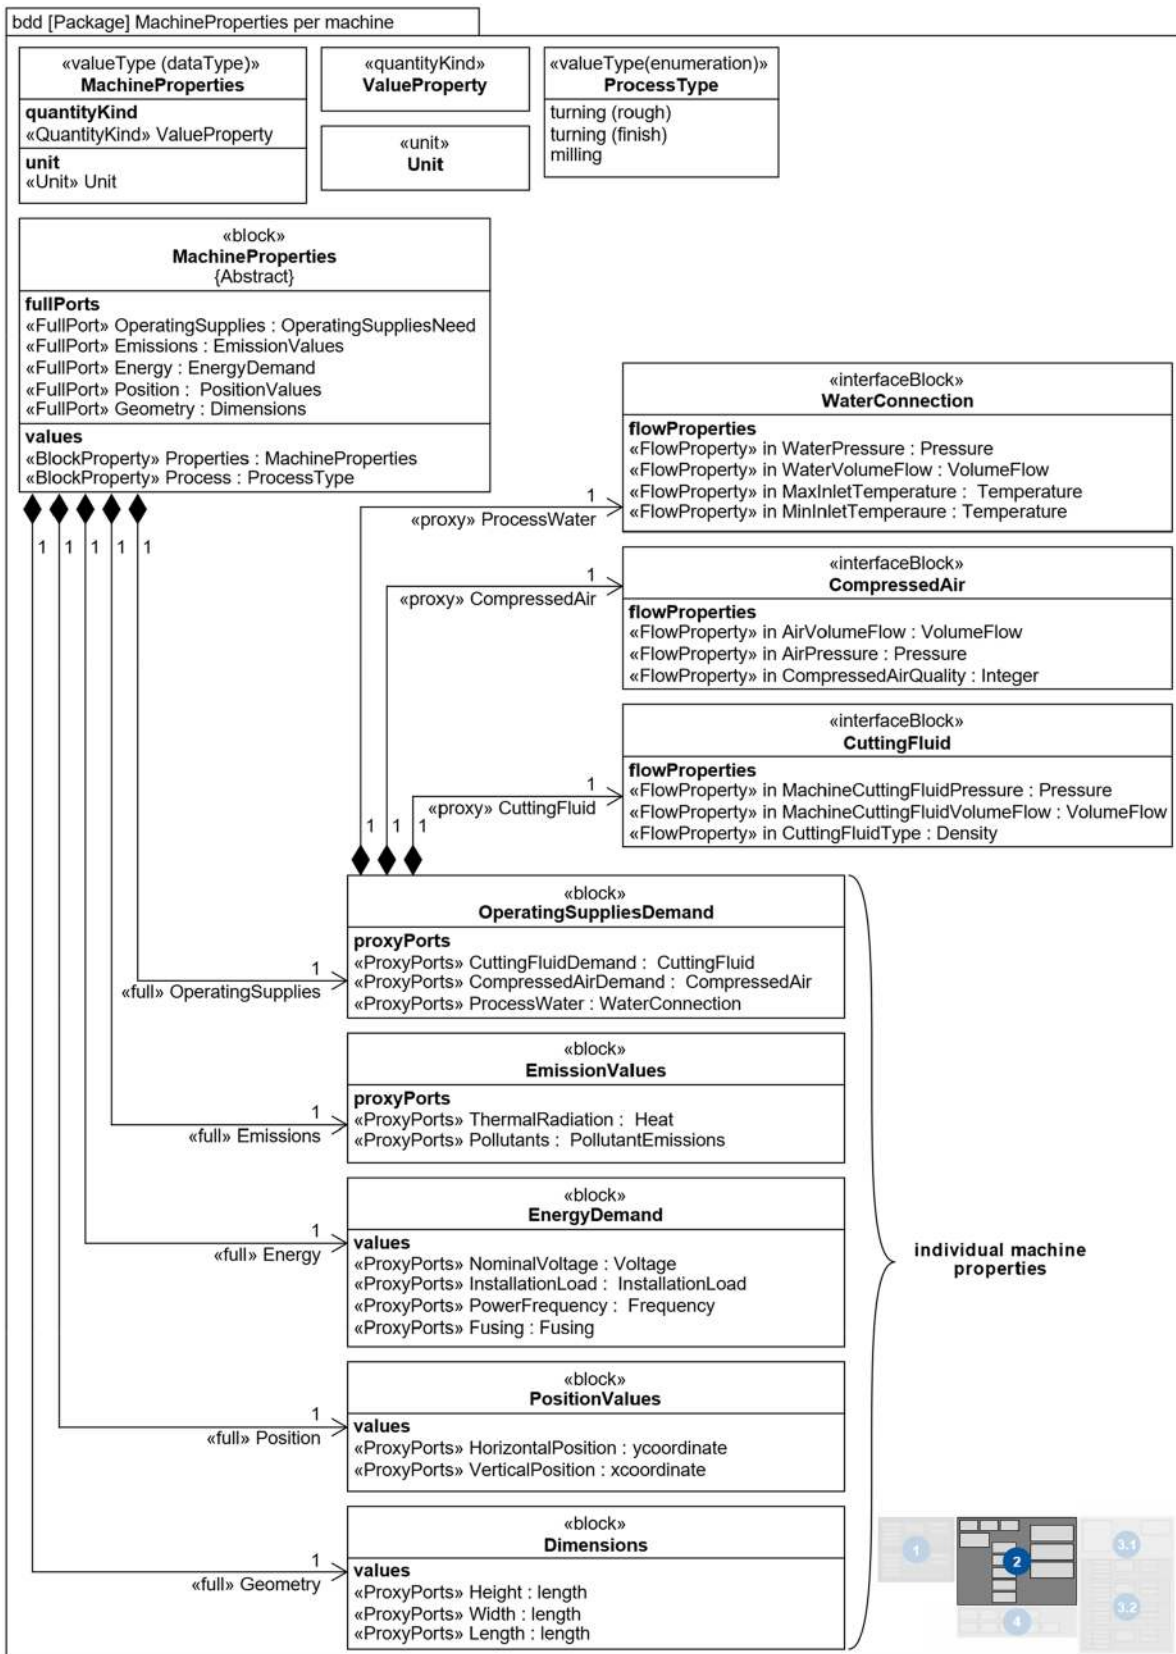 bdd [Package] MachineProperties per machine
«valueType (dataType)»
MachineProperties
quantityKind
«QuantityKind» ValueProperty
unit
«Unit» Unit
«quantityKind»
ValueProperty
«unit»
Unit
«valueType(enumeration)»
ProcessType
turning (rough)
turning (finish)
milling
«block»
MachineProperties
{Abstract}
fullPorts
«FullPort» OperatingSupplies : OperatingSuppliesNeed
«FullPort» Emissions : EmissionValues
«FullPort» Energy : EnergyDemand
«FullPort» Position : PositionValues
«FullPort» Geometry : Dimensions
values
«BlockProperty» Properties : MachineProperties
«BlockProperty» Process : ProcessType
1 1 1 1 1
«interfaceBlock»
WaterConnection
flowProperties
«FlowProperty» in WaterPressure : Pressure
«FlowProperty» in WaterVolumeFlow : VolumeFlow
«FlowProperty» in MaxInletTemperature : Temperature
«FlowProperty» in MinInletTemperaure : Temperature
1
«proxy» ProcessWater
«interfaceBlock»
CompressedAir
flowProperties
«FlowProperty» in AirVolumeFlow : VolumeFlow
«FlowProperty» in AirPressure : Pressure
«FlowProperty» in CompressedAirQuality : Integer
1
«proxy» CompressedAir
«interfaceBlock»
CuttingFluid
flowProperties
«FlowProperty» in MachineCuttingFluidPressure : Pressure
«FlowProperty» in MachineCuttingFluidVolumeFlow : VolumeFlow
«FlowProperty» in CuttingFluidType : Density
1
«proxy» CuttingFluid
1 1 1
«block»
OperatingSuppliesDemand
proxyPorts
«ProxyPorts» CuttingFluidDemand : CuttingFluid
«ProxyPorts» CompressedAirDemand : CompressedAir
«ProxyPorts» ProcessWater : WaterConnection
1
«full» OperatingSupplies
«block»
EmissionValues
proxyPorts
«ProxyPorts» ThermalRadiation : Heat
«ProxyPorts» Pollutants : PollutantEmissions
1
«full» Emissions
«block»
EnergyDemand
values
«ProxyPorts» NominalVoltage : Voltage
«ProxyPorts» InstallationLoad : InstallationLoad
«ProxyPorts» PowerFrequency : Frequency
«ProxyPorts» Fusing : Fusing
1
«full» Energy
individual machine
properties
«block»
PositionValues
values
«ProxyPorts» HorizontalPosition : ycoordinate
«ProxyPorts» VerticalPosition : xcoordinate
1
«full» Position
«block»
Dimensions
values
«ProxyPorts» Height : length
«ProxyPorts» Width : length
«ProxyPorts» Length : length
1
«full» Geometry
1
2
3.1
3.2
4